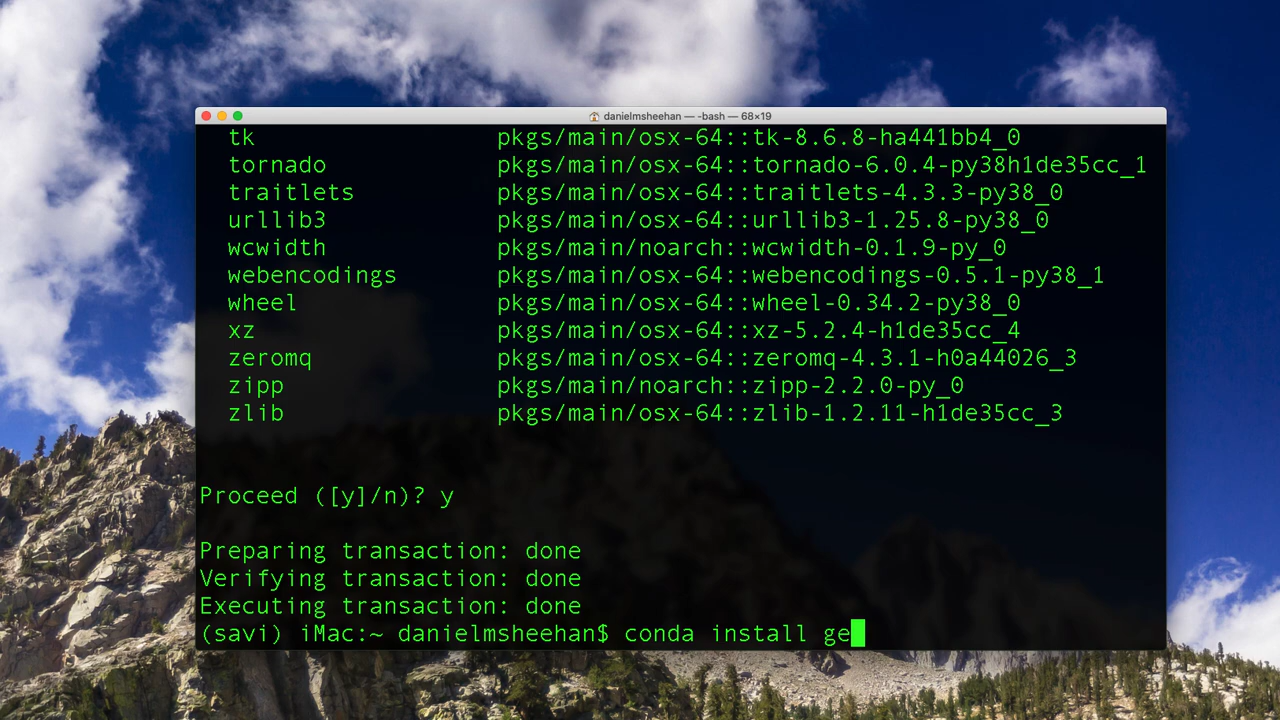 danielmsheehan — -bash — 68×19
tk pkgs/main/osx-64::tk-8.6.8-ha441bb4_0
tornado pkgs/main/osx-64::tornado-6.0.4-py38h1de35cc_1
traitlets pkgs/main/osx-64::traitlets-4.3.3-py38_0
urllib3 pkgs/main/osx-64::urllib3-1.25.8-py38_0
wcwidth pkgs/main/noarch::wcwidth-0.1.9-py_0
webencodings pkgs/main/osx-64::webencodings-0.5.1-py38_1
wheel pkgs/main/osx-64::wheel-0.34.2-py38_0
xz pkgs/main/osx-64::xz-5.2.4-h1de35cc_4
zeromq pkgs/main/osx-64::zeromq-4.3.1-h0a44026_3
zipp pkgs/main/noarch::zipp-2.2.0-py_0
zlib pkgs/main/osx-64::zlib-1.2.11-h1de35cc_3
Proceed ([y]/n)? y
Preparing transaction: done
Verifying transaction: done
Executing transaction: done
(savi) iMac:~ danielmsheehan$ conda install ge